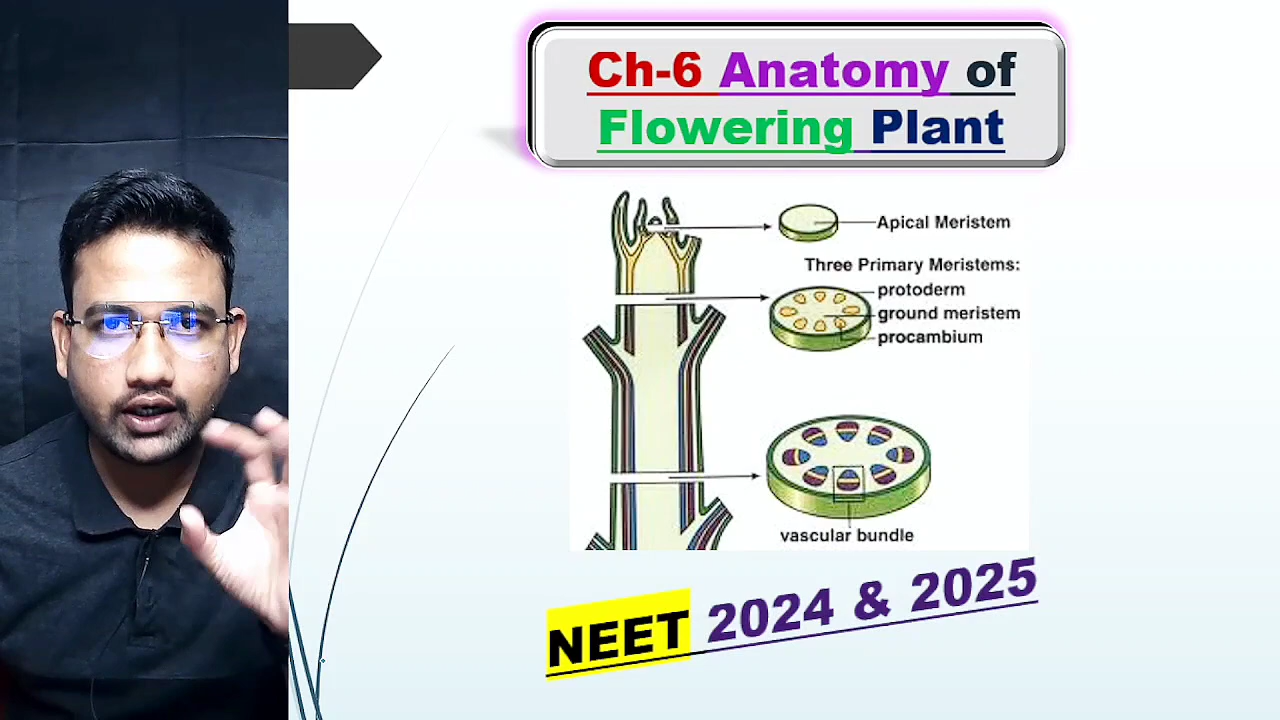 Ch-6 Anatomy of
Flowering Plant
Apical Meristem
Three Primary Meristems:
protoderm
ground meristem
procambium
vascular bundle
NEET 2024 & 2025